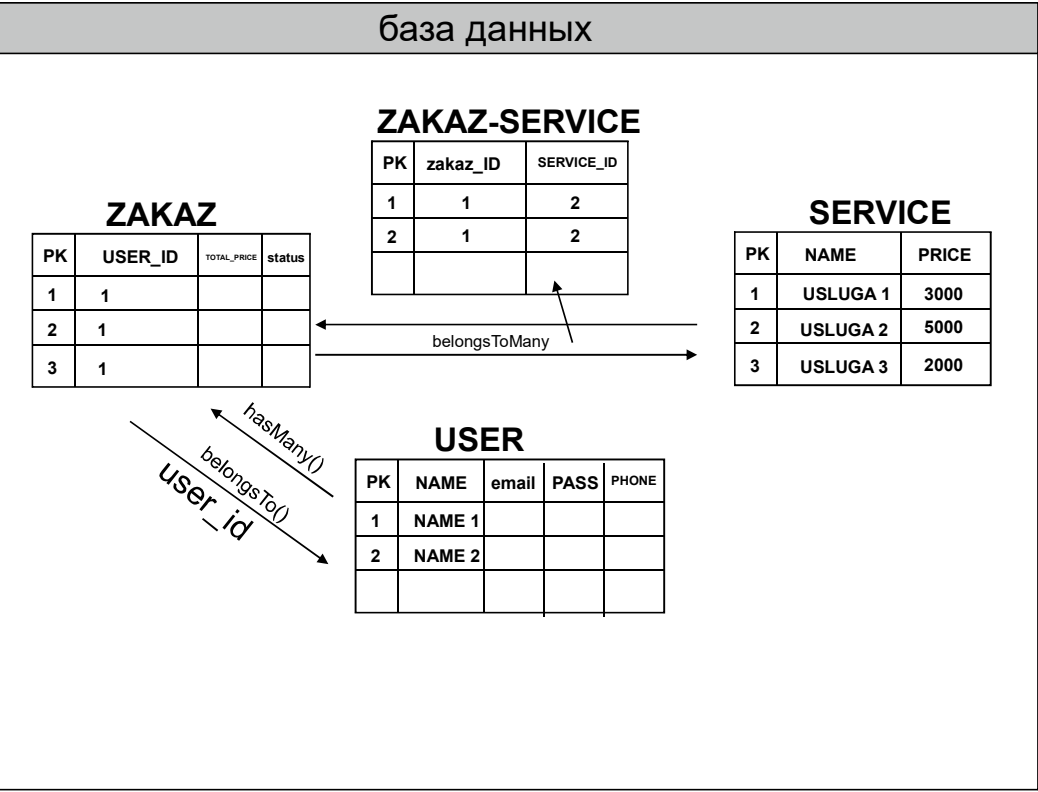 база данных
ZAKAZ-SERVICE
PK zakaz_ID SERVICE_ID
1 1 2
2 1 2
ZAKAZ
PK USER_ID TOTAL_PRICE status
1 1
2 1
3 1
SERVICE
PK NAME PRICE
1 USLUGA 1 3000
2 USLUGA 2 5000
3 USLUGA 3 2000
belongsToMany
hasMany()
belongsTo()
user_id
USER
PK NAME email PASS PHONE
1 NAME 1
2 NAME 2